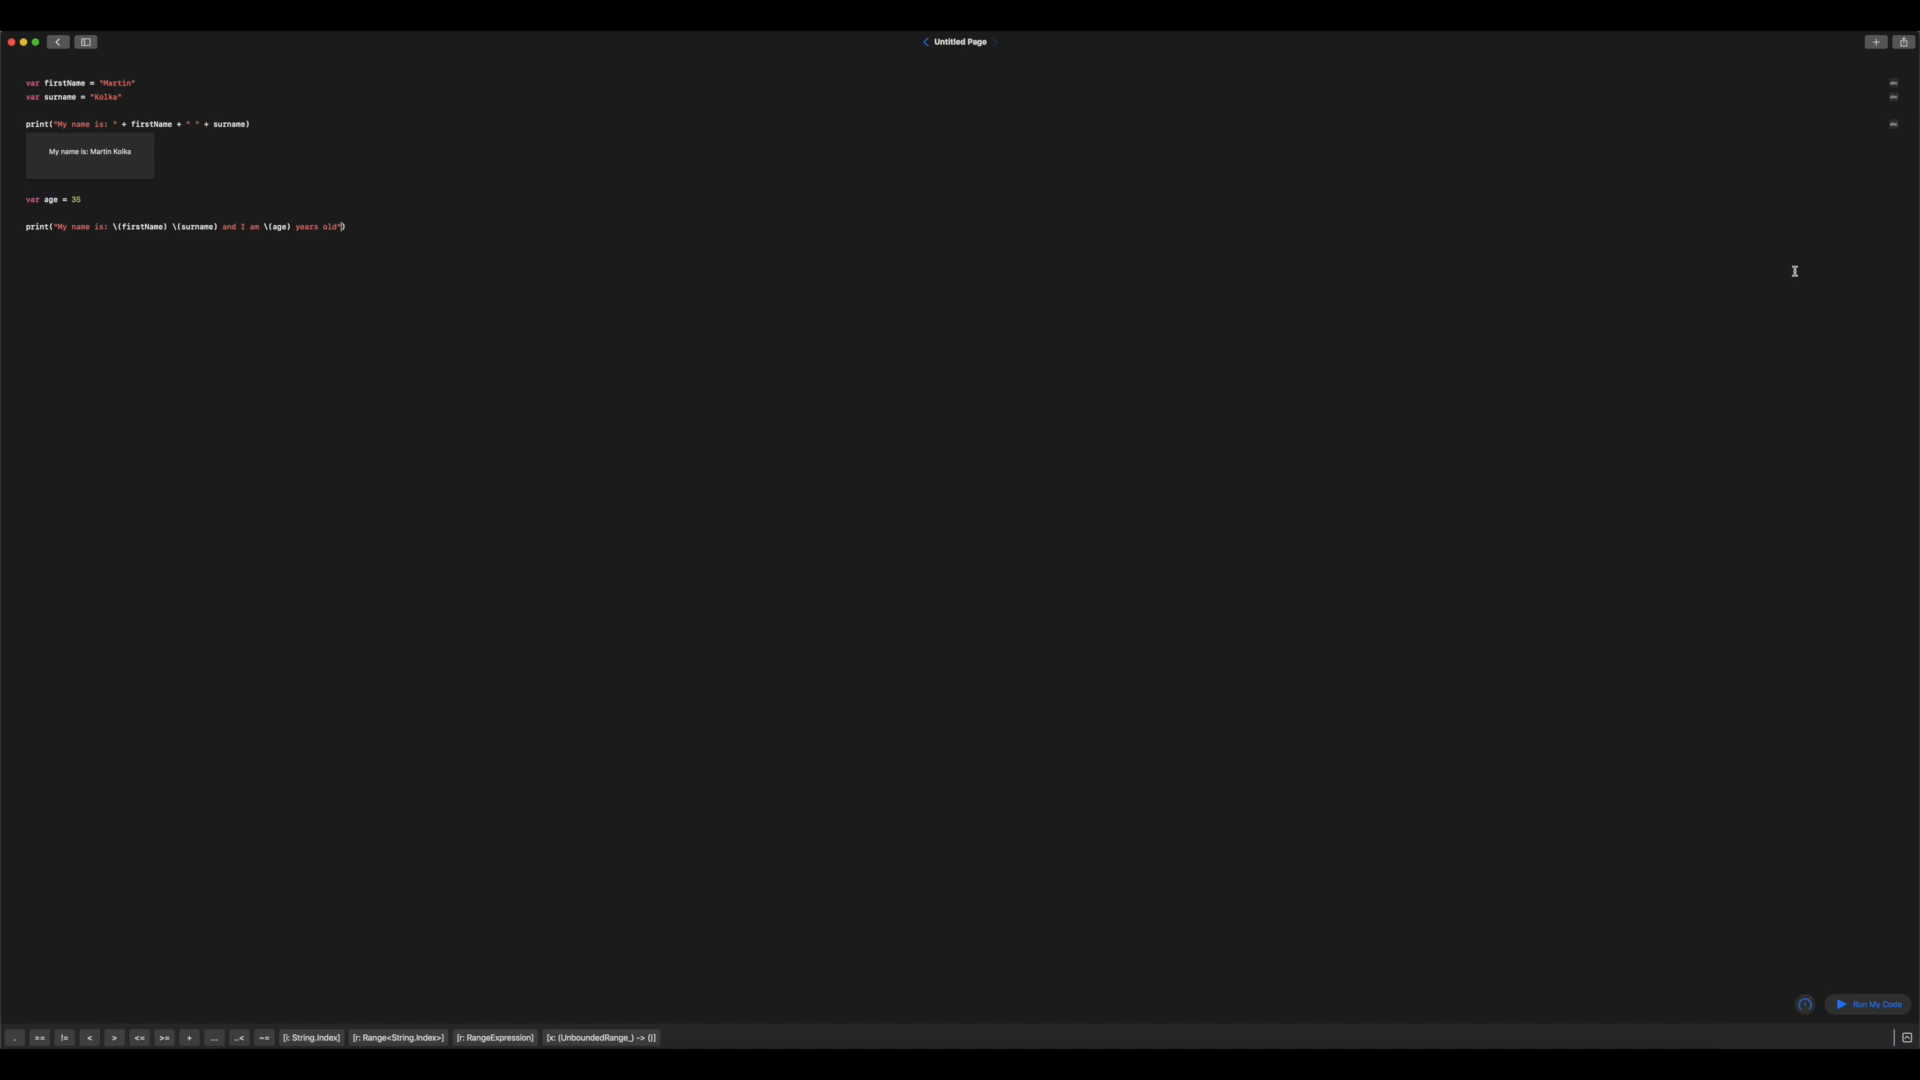 Untitled Page
var firstName = "Martin"
var surname = "Kolka"
print("My name is: " + firstName + " " + surname)
My name is: Martin Kolka
var age = 35
print("My name is: \(firstName) \(surname) and I am \(age) years old")
Run My Code
. == != < > <= >= + ... ..< ~= [i: String.Index] [r: Range<String.Index>] [r: RangeExpression] [x: (UnboundedRange_) -> ()]